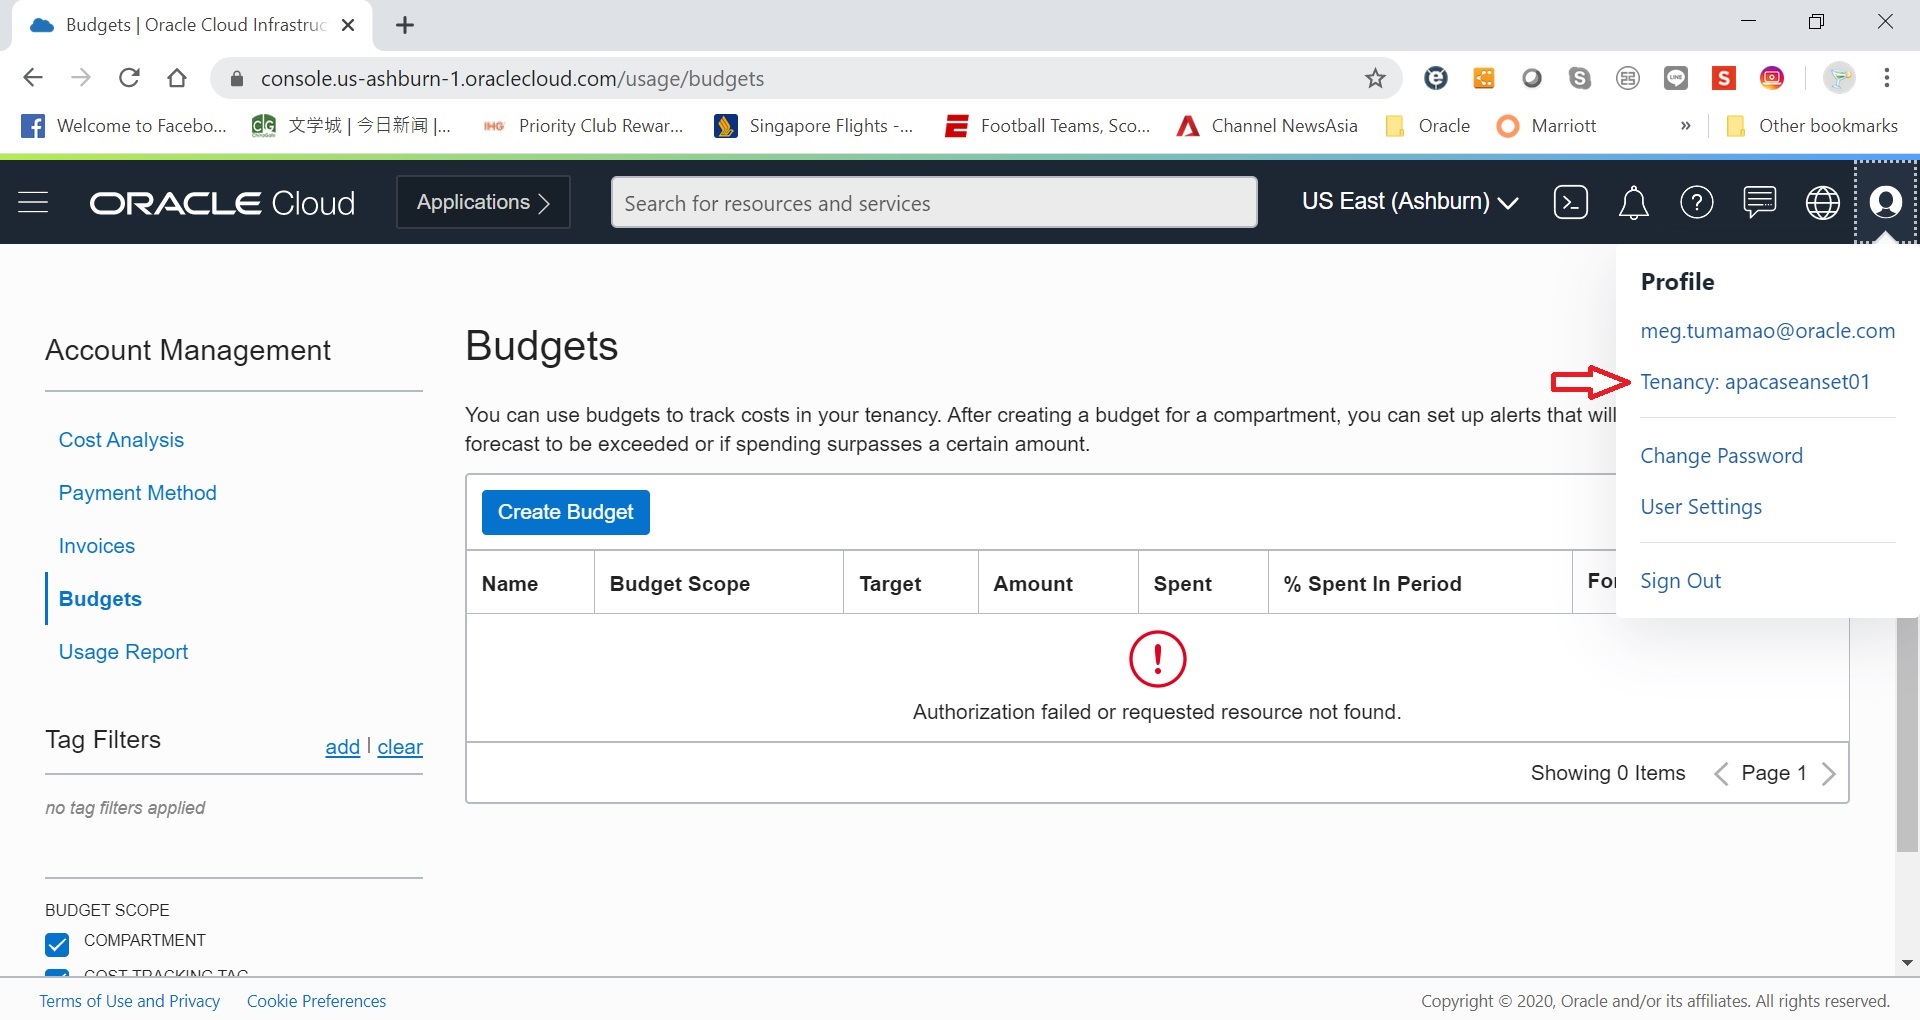 Budgets | Oracle Cloud Infrastruc
console.us-ashburn-1.oraclecloud.com/usage/budgets
Welcome to Facebo...
文学城 | 今日新闻 |...
IHG Priority Club Rewar...
Singapore Flights -...
Football Teams, Sco...
Channel NewsAsia
Oracle
Marriott
»
Other bookmarks
ORACLE Cloud
Applications
Search for resources and services
US East (Ashburn)
Profile
meg.tumamao@oracle.com
Tenancy: apacaseanset01
Change Password
User Settings
Sign Out
Account Management
Cost Analysis
Payment Method
Invoices
Budgets
Usage Report
Tag Filters
add | clear
no tag filters applied
BUDGET SCOPE
COMPARTMENT
COST TRACKING TAG
Budgets
You can use budgets to track costs in your tenancy. After creating a budget for a compartment, you can set up alerts that will
forecast to be exceeded or if spending surpasses a certain amount.
Create Budget
Name Budget Scope Target Amount Spent % Spent In Period For
Authorization failed or requested resource not found.
Showing 0 Items Page 1
Terms of Use and Privacy Cookie Preferences
Copyright © 2020, Oracle and/or its affiliates. All rights reserved.